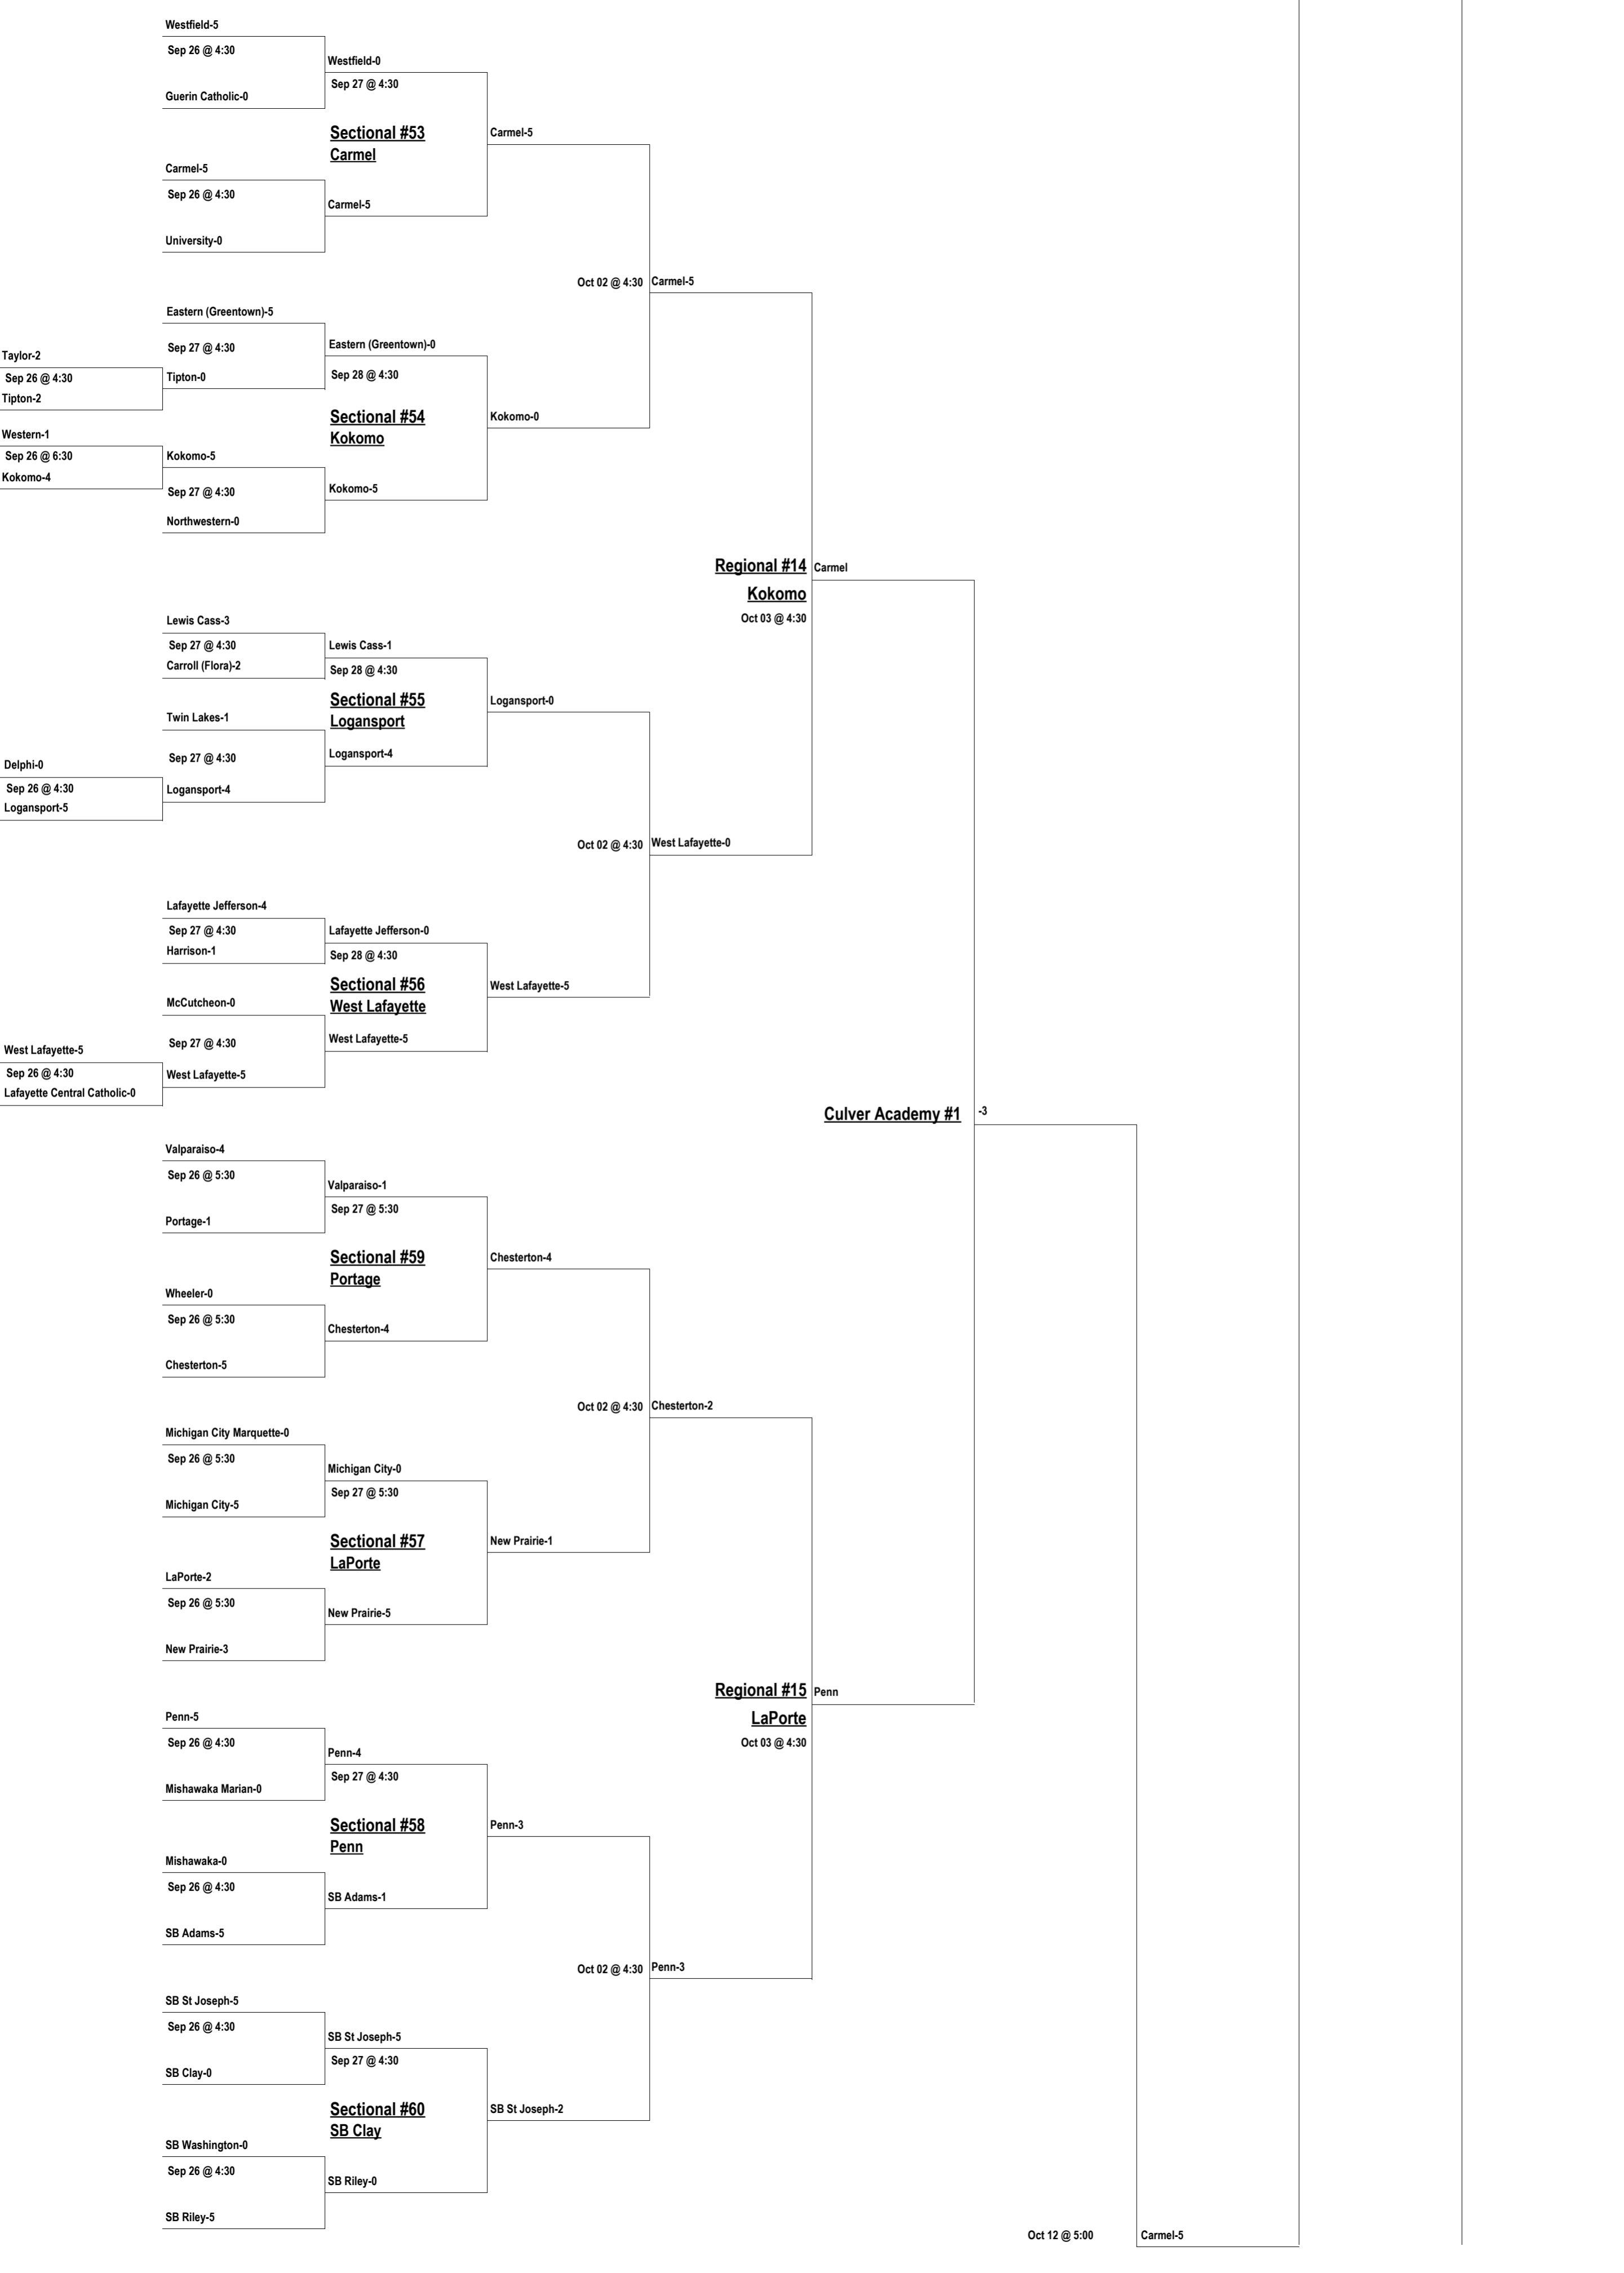 Westfield-5
Sep 26 @ 4:30
Westfield-0
Sep 27 @ 4:30
Guerin Catholic-0
Sectional #53
Carmel
Carmel-5
Carmel-5
Sep 26 @ 4:30
Carmel-5
University-0
Oct 02 @ 4:30
Carmel-5
Eastern (Greentown)-5
Sep 27 @ 4:30
Eastern (Greentown)-0
Taylor-2
Sep 26 @ 4:30
Tipton-0
Sep 28 @ 4:30
Tipton-2
Sectional #54
Kokomo
Kokomo-0
Western-1
Sep 26 @ 6:30
Kokomo-5
Kokomo-4
Sep 27 @ 4:30
Kokomo-5
Northwestern-0
Regional #14
Carmel
Kokomo
Oct 03 @ 4:30
Lewis Cass-3
Sep 27 @ 4:30
Lewis Cass-1
Carroll (Flora)-2
Sep 28 @ 4:30
Sectional #55
Logansport
Logansport-0
Twin Lakes-1
Sep 27 @ 4:30
Logansport-4
Delphi-0
Sep 26 @ 4:30
Logansport-4
Logansport-5
Oct 02 @ 4:30
West Lafayette-0
Lafayette Jefferson-4
Sep 27 @ 4:30
Lafayette Jefferson-0
Harrison-1
Sep 28 @ 4:30
Sectional #56
West Lafayette
West Lafayette-5
McCutcheon-0
Sep 27 @ 4:30
West Lafayette-5
West Lafayette-5
Sep 26 @ 4:30
West Lafayette-5
Lafayette Central Catholic-0
Culver Academy #1
-3
Valparaiso-4
Sep 26 @ 5:30
Valparaiso-1
Sep 27 @ 5:30
Portage-1
Sectional #59
Portage
Chesterton-4
Wheeler-0
Sep 26 @ 5:30
Chesterton-4
Chesterton-5
Oct 02 @ 4:30
Chesterton-2
Michigan City Marquette-0
Sep 26 @ 5:30
Michigan City-0
Sep 27 @ 5:30
Michigan City-5
Sectional #57
LaPorte
New Prairie-1
LaPorte-2
Sep 26 @ 5:30
New Prairie-5
New Prairie-3
Regional #15
Penn
LaPorte
Oct 03 @ 4:30
Penn-5
Sep 26 @ 4:30
Penn-4
Sep 27 @ 4:30
Mishawaka Marian-0
Sectional #58
Penn
Penn-3
Mishawaka-0
Sep 26 @ 4:30
SB Adams-1
SB Adams-5
Oct 02 @ 4:30
Penn-3
SB St Joseph-5
Sep 26 @ 4:30
SB St Joseph-5
Sep 27 @ 4:30
SB Clay-0
Sectional #60
SB Clay
SB St Joseph-2
SB Washington-0
Sep 26 @ 4:30
SB Riley-0
SB Riley-5
Oct 12 @ 5:00
Carmel-5